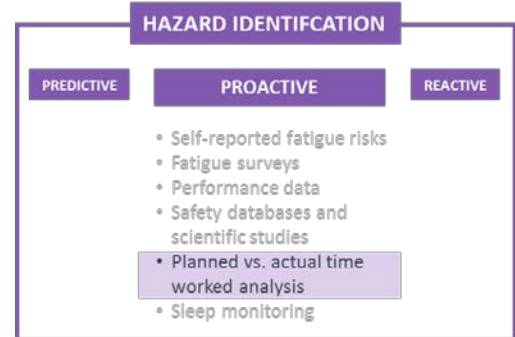 HAZARD IDENTIFCATION
PREDICTIVE
PROACTIVE
REACTIVE
• Self-reported fatigue risks
• Fatigue surveys
• Performance data
• Safety databases and
scientific studies
• Planned vs. actual time
worked analysis
• Sleep monitoring